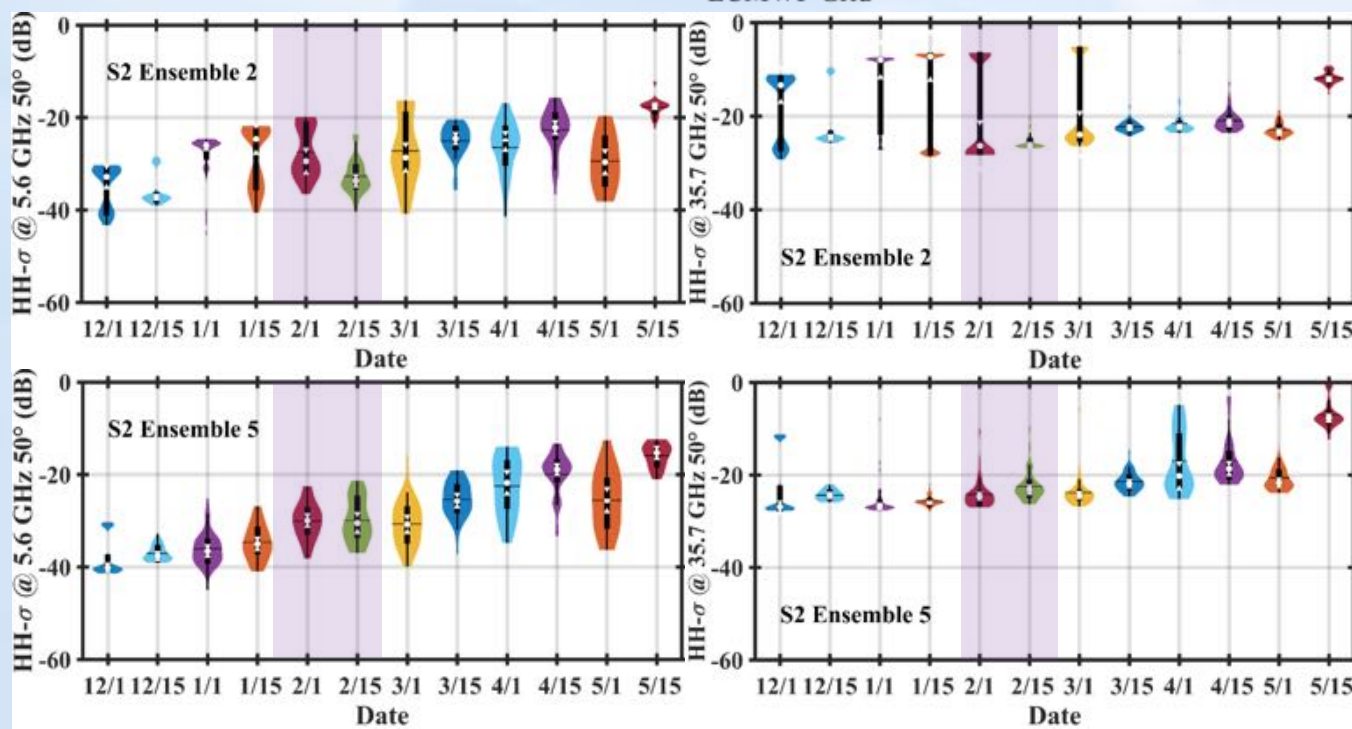 HH-σ @ 5.6 GHz 50° (dB)
0
-20
-40
-60
S2 Ensemble 2
12/1 12/15 1/1 1/15 2/1 2/15 3/1 3/15 4/1 4/15 5/1 5/15
Date
HH-σ @ 35.7 GHz 50° (dB)
0
-20
-40
-60
S2 Ensemble 2
12/1 12/15 1/1 1/15 2/1 2/15 3/1 3/15 4/1 4/15 5/1 5/15
Date
HH-σ @ 5.6 GHz 50° (dB)
0
-20
-40
-60
S2 Ensemble 5
12/1 12/15 1/1 1/15 2/1 2/15 3/1 3/15 4/1 4/15 5/1 5/15
Date
HH-σ @ 35.7 GHz 50° (dB)
0
-20
-40
-60
S2 Ensemble 5
12/1 12/15 1/1 1/15 2/1 2/15 3/1 3/15 4/1 4/15 5/1 5/15
Date